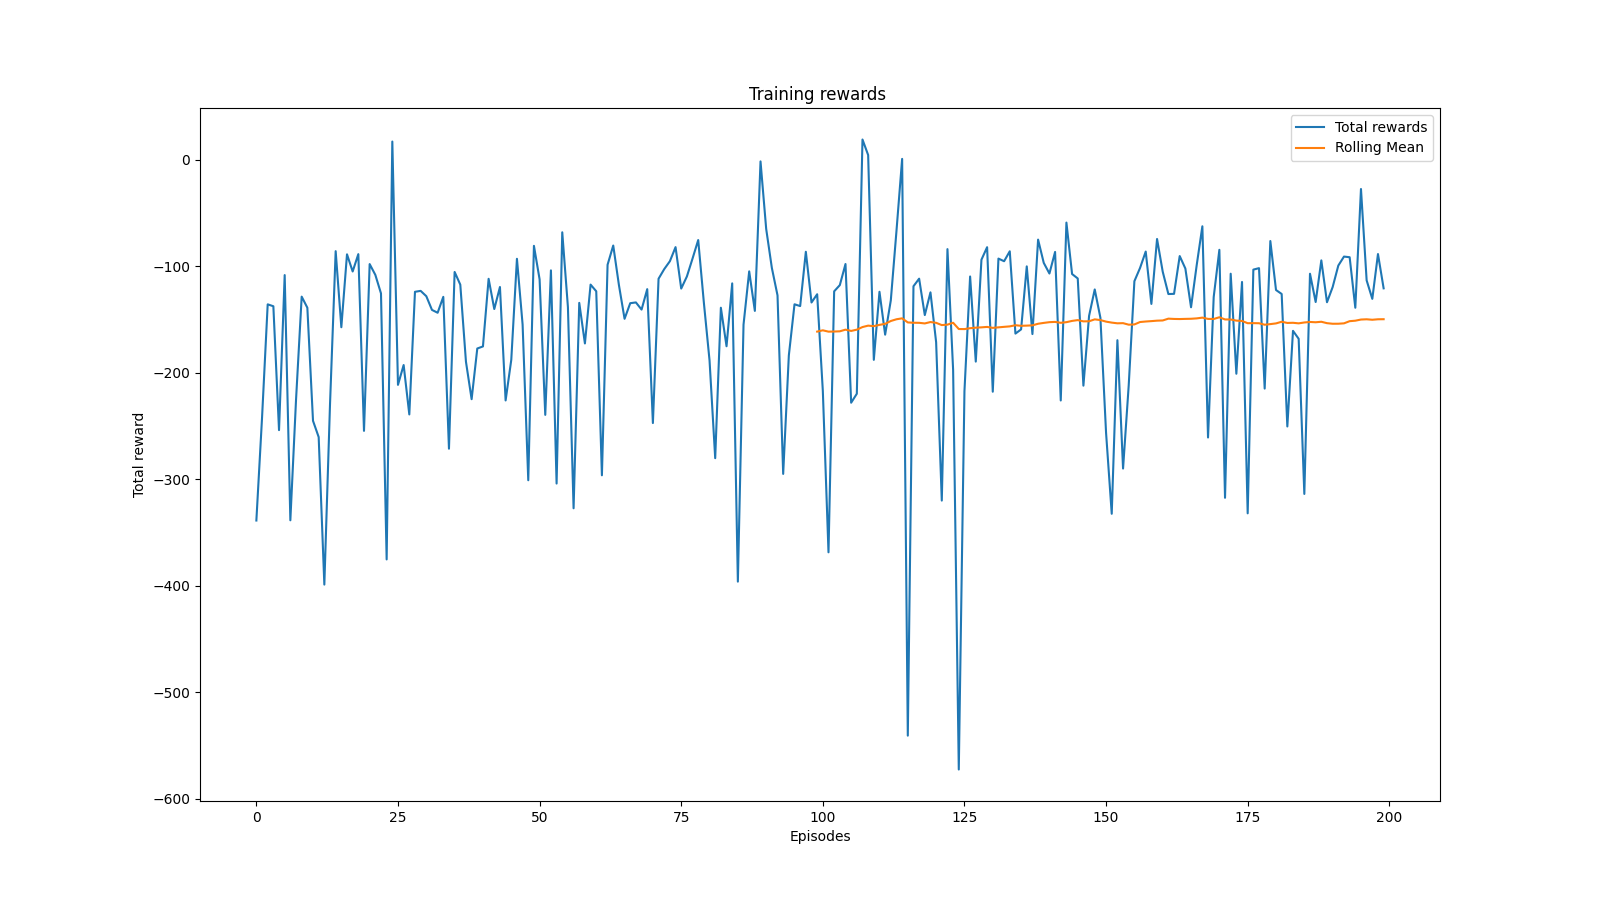 Training rewards
Total rewards
Rolling Mean
0
−100
−200
−300
−400
−500
−600
Total reward
0 25 50 75 100 125 150 175 200
Episodes